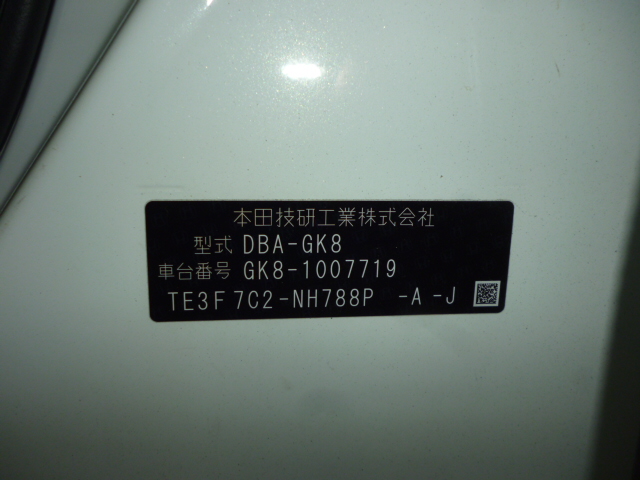 本田技研工業株式会社
型式 DBA-GK8
車台番号 GK8-1007719
TE3F7C2-NH788P -A-J